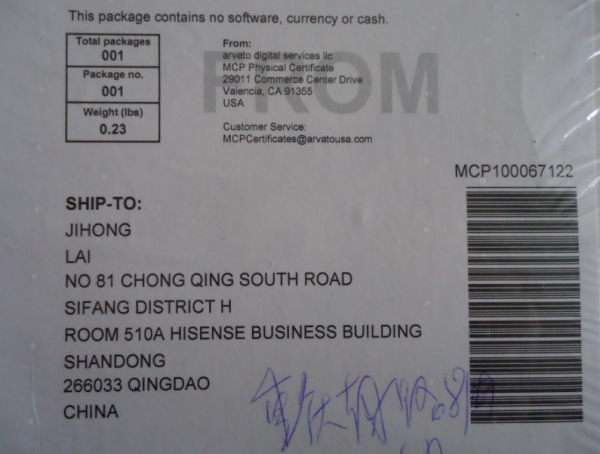 This package contains no software, currency or cash.
Total packages
001
Package no.
001
Weight (lbs)
0.23
FROM
From:
arvato digital services llc
MCP Physical Certificate
29011 Commerce Center Drive
Valencia, CA 91355
USA
Customer Service:
MCPCertificates@arvatousa.com
MCP100067122
SHIP-TO:
JIHONG
LAI
NO 81 CHONG QING SOUTH ROAD
SIFANG DISTRICT H
ROOM 510A HISENSE BUSINESS BUILDING
SHANDONG
266033 QINGDAO
CHINA